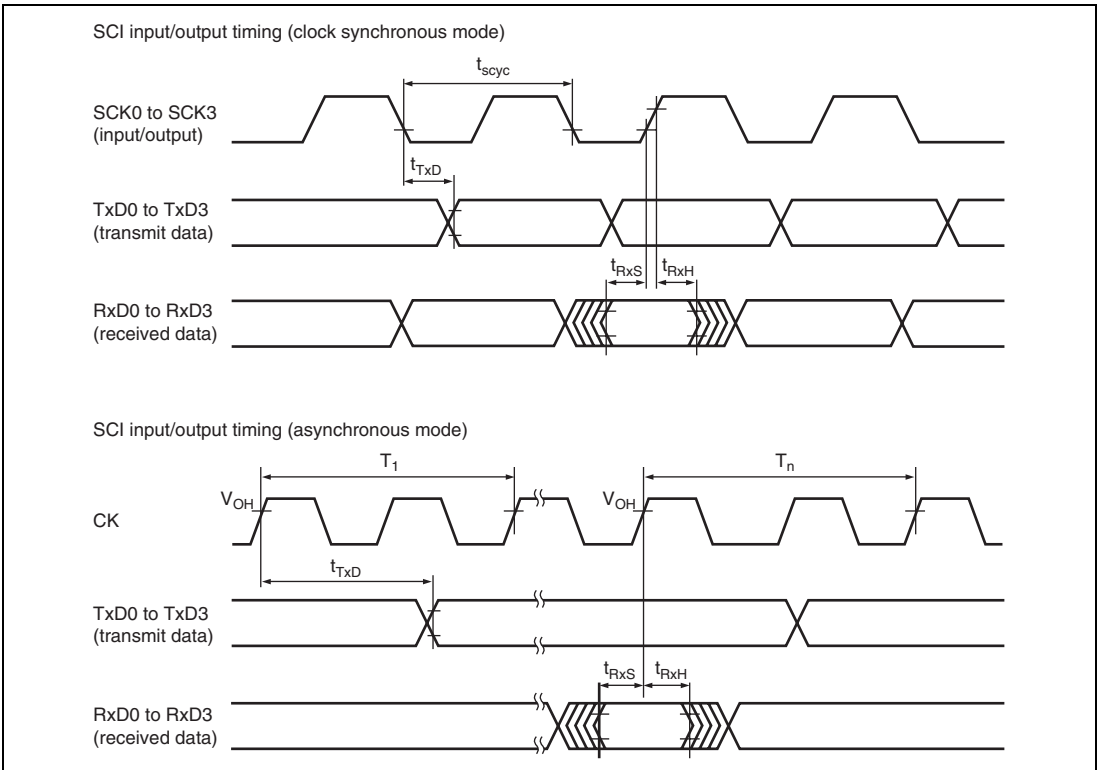 SCI input/output timing (clock synchronous mode)
tscyc
SCK0 to SCK3
(input/output)
tTxD
TxD0 to TxD3
(transmit data)
tRxS
tRxH
RxD0 to RxD3
(received data)
SCI input/output timing (asynchronous mode)
T1
Tn
VOH
VOH
CK
tTxD
TxD0 to TxD3
(transmit data)
tRxS
tRxH
RxD0 to RxD3
(received data)